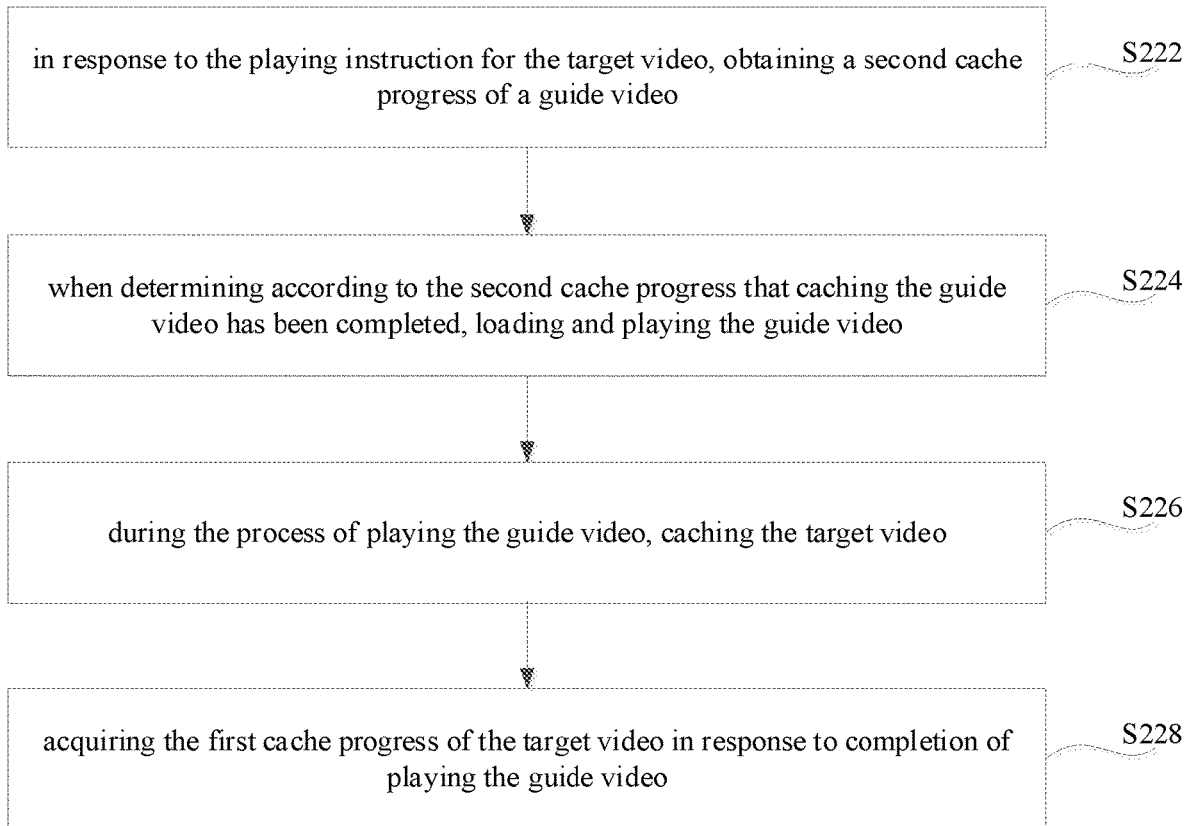 in response to the playing instruction for the target video, obtaining a second cache
progress of a guide video
S222
when determining according to the second cache progress that caching the guide
video has been completed, loading and playing the guide video
S224
during the process of playing the guide video, caching the target video
S226
acquiring the first cache progress of the target video in response to completion of
playing the guide video
S228